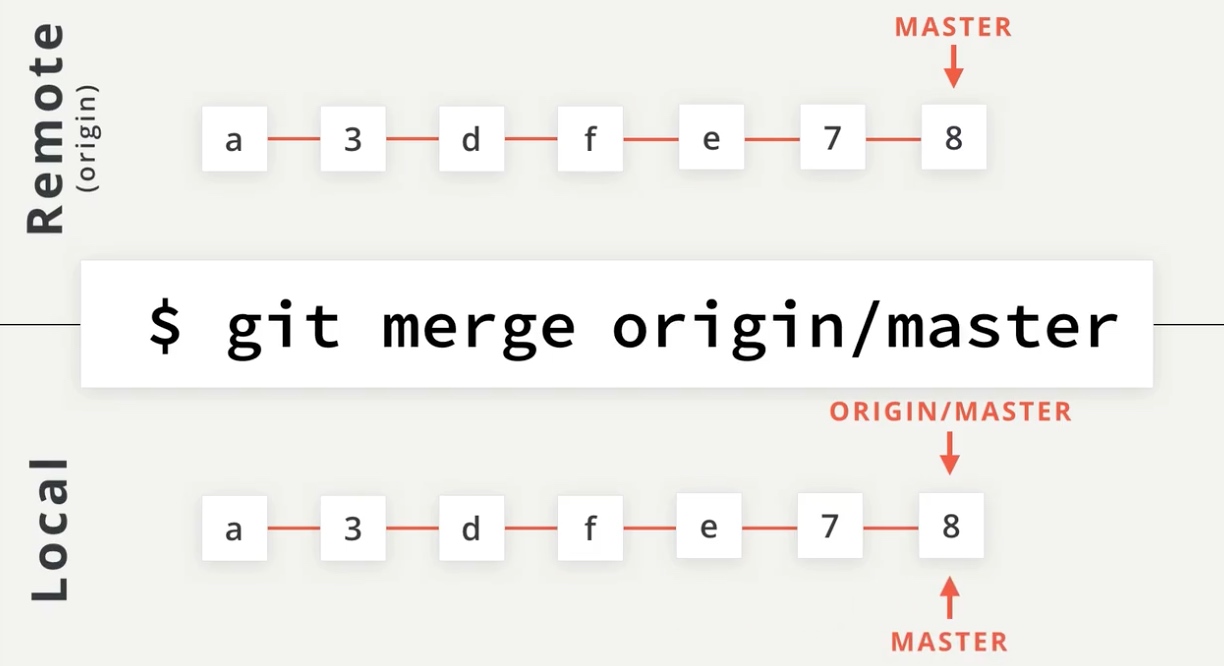 Remote
(origin)
MASTER
a 3 d f e 7 8
$ git merge origin/master
Local
ORIGIN/MASTER
a 3 d f e 7 8
MASTER